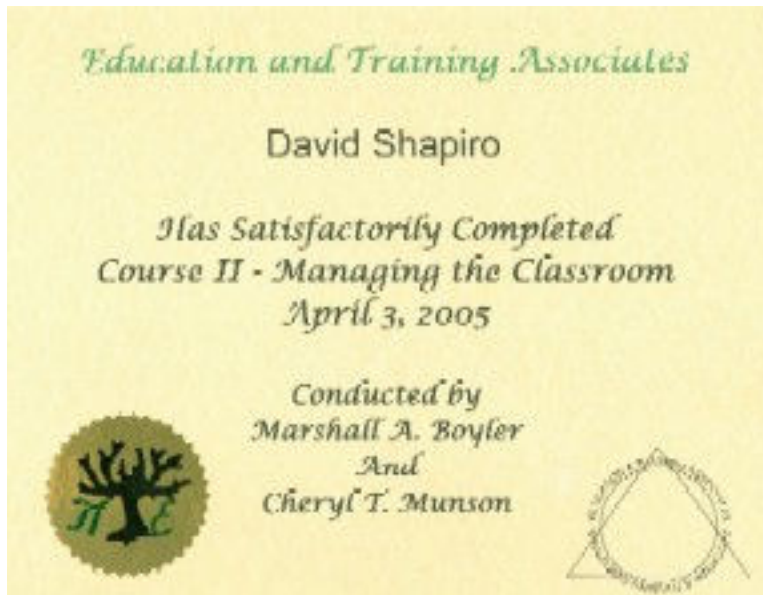 Education and Training Associates
David Shapiro
Has Satisfactorily Completed
Course II - Managing the Classroom
April 3, 2005
Conducted by
Marshall A. Boyler
And
Cheryl T. Munson